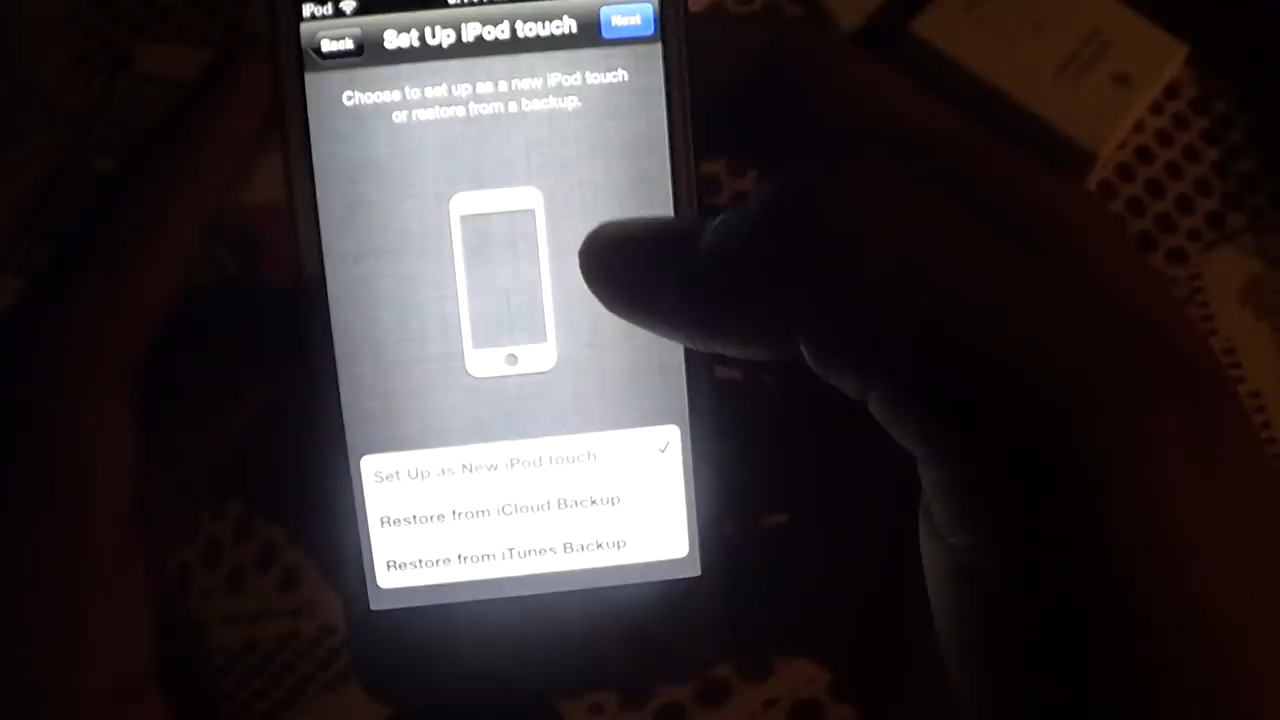 iPod
Back
Set Up iPod touch
Next
Choose to set up as a new iPod touch
or restore from a backup.
Set Up as New iPod touch
Restore from iCloud Backup
Restore from iTunes Backup